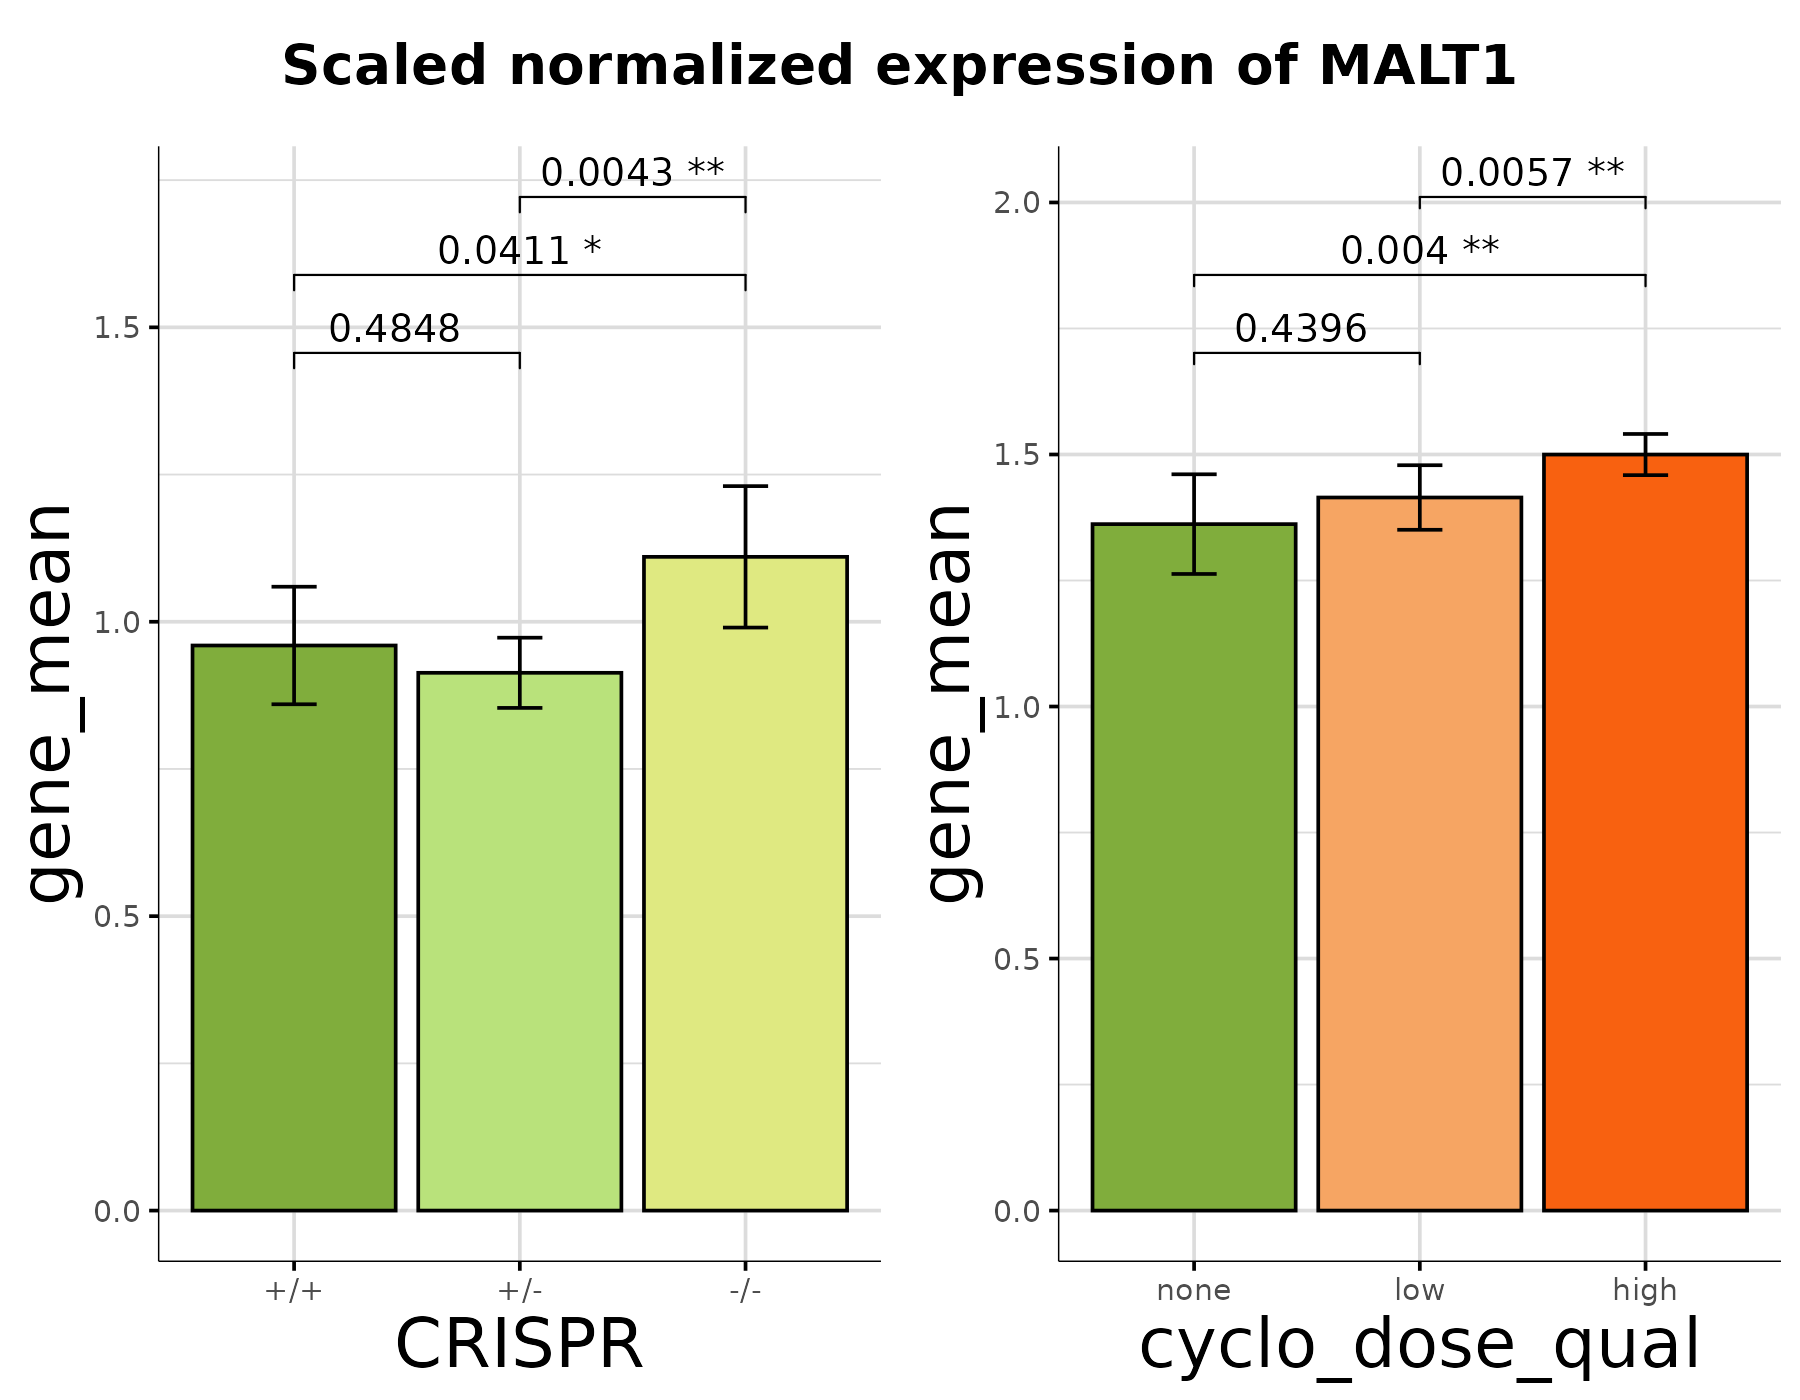 Scaled normalized expression of MALT1
gene_mean
0.0043 **
0.0411 *
0.4848
1.5
1.0
0.5
0.0
+/+ +/- -/-
CRISPR
gene_mean
0.0057 **
0.004 **
0.4396
2.0
1.5
1.0
0.5
0.0
none low high
cyclo_dose_qual